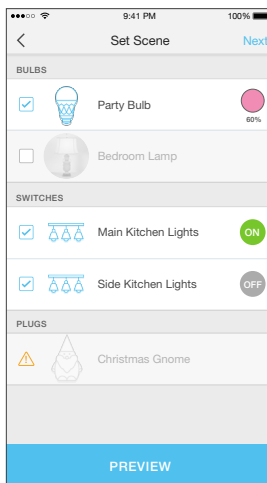 9:41 PM 100%
Set Scene Next
BULBS
Party Bulb
60%
Bedroom Lamp
SWITCHES
Main Kitchen Lights ON
Side Kitchen Lights OFF
PLUGS
Christmas Gnome
PREVIEW